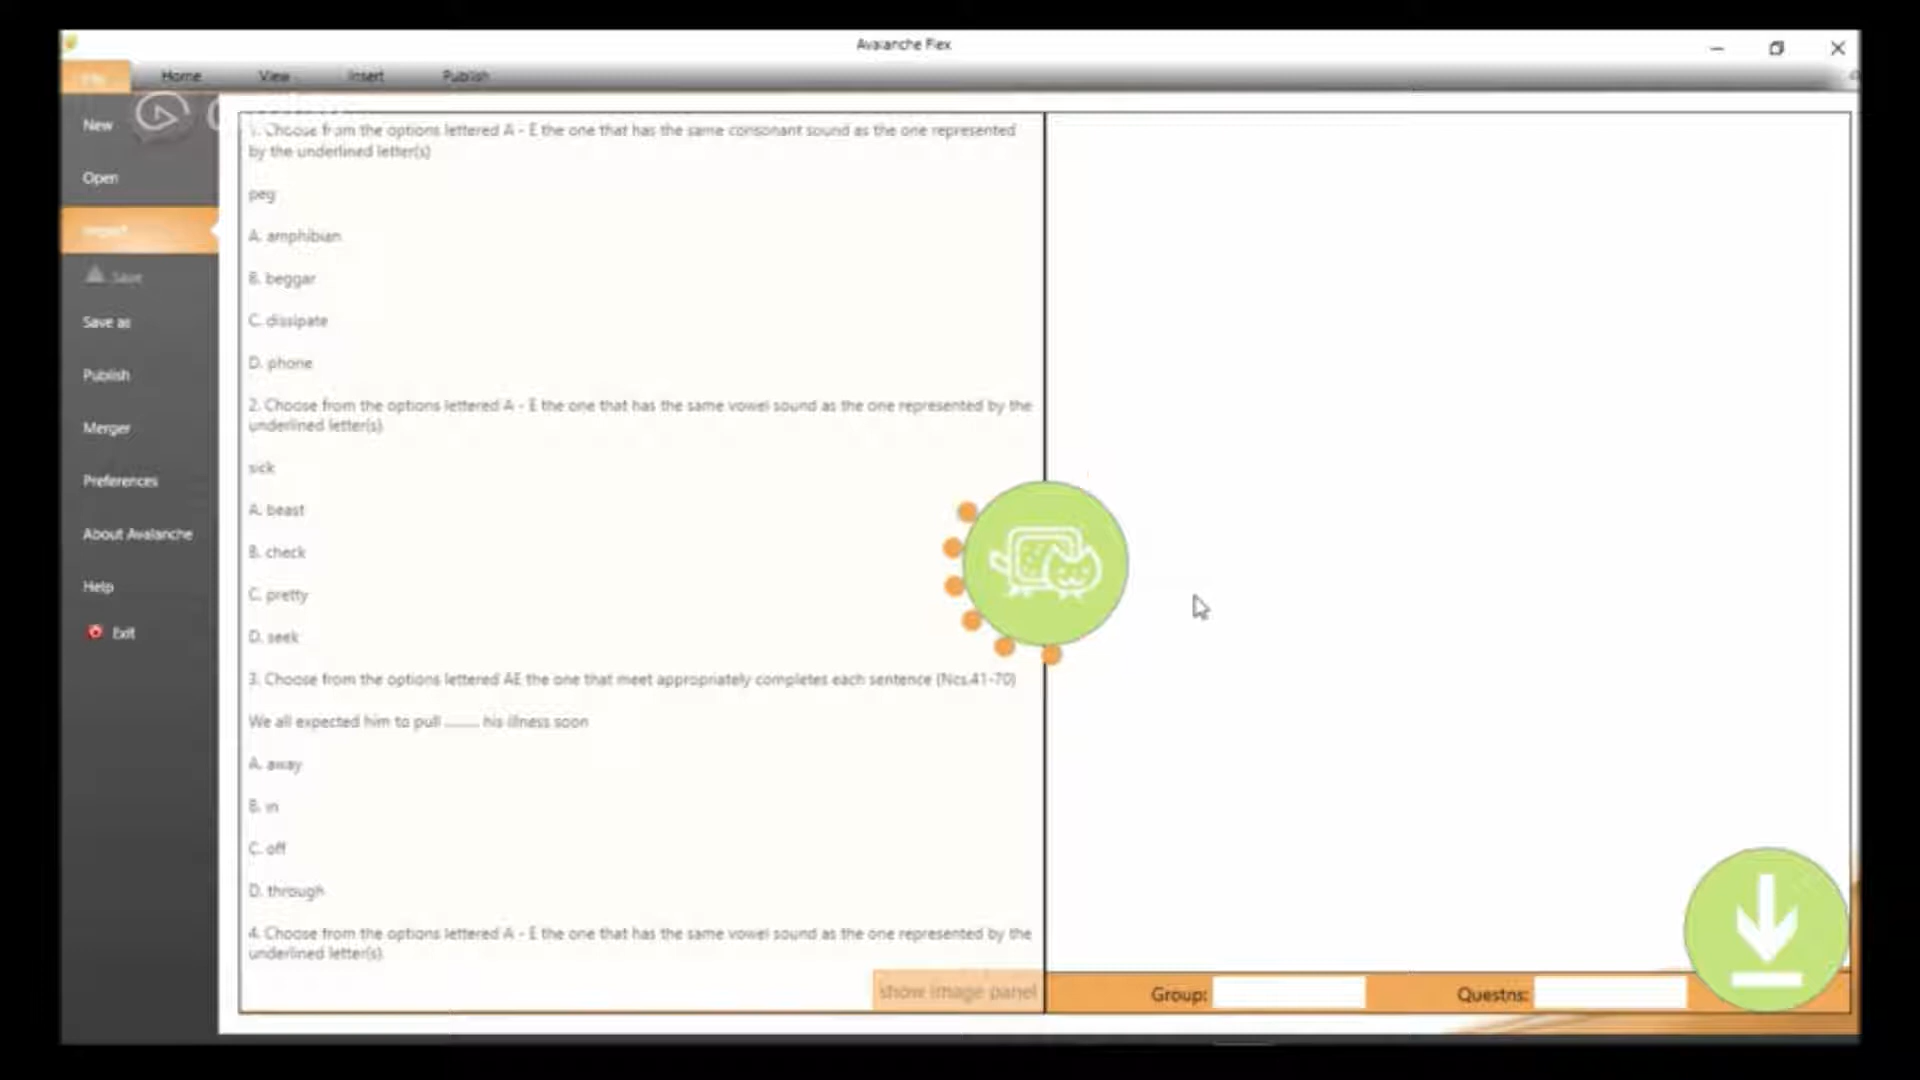 Avalanche Flex
File
Home
View
Insert
Publish
New
Open
Import
Save
Save as
Publish
Merger
Preferences
About Avalanche
Help
Exit
1. Choose from the options lettered A - E the one that has the same consonant sound as the one represented
by the underlined letter(s)
peg
A. amphibian
B. beggar
C. dissipate
D. phone
2. Choose from the options lettered A - E the one that has the same vowel sound as the one represented by the
underlined letter(s).
sick
A. beast
B. check
C. pretty
D. seek
3. Choose from the options lettered AE the one that meet appropriately completes each sentence (Ncs.41-70)
We all expected him to pull ........ his illness soon
A. away
B. in
C. off
D. through
4. Choose from the options lettered A - E the one that has the same vowel sound as the one represented by the
underlined letter(s).
show image panel
Group:
Questns: